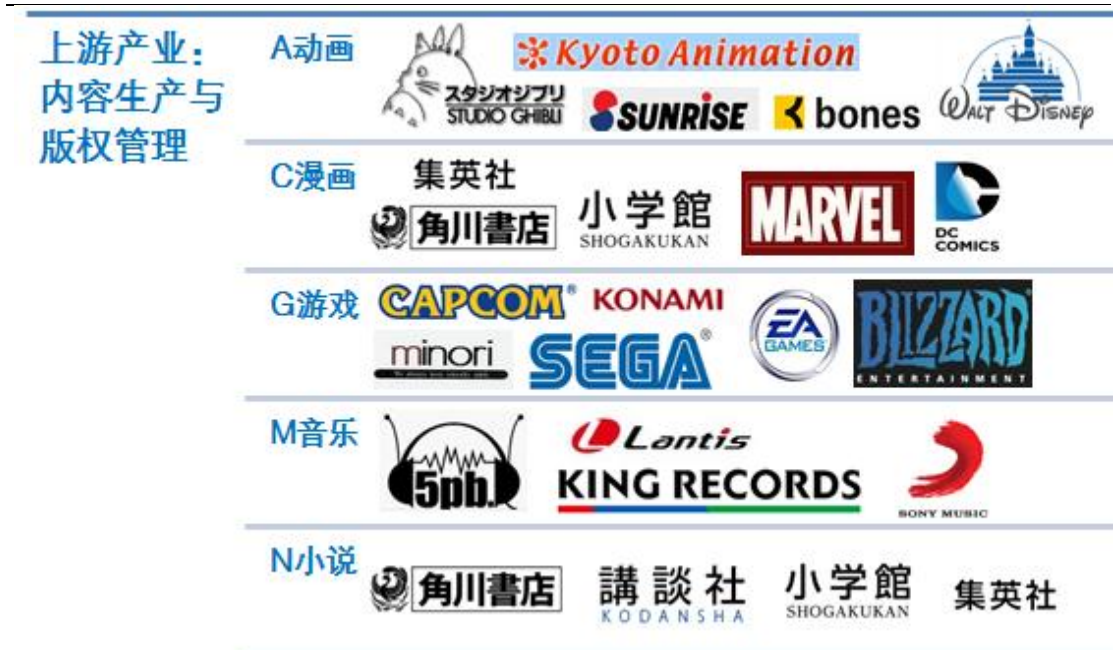 上游产业：
内容生产与
版权管理
A动画
スタジオジブリ
STUDIO GHIBLI
Kyoto Animation
SUNRISE
bones
WALT DISNEY
C漫画
集英社
角川書店
小学館
SHOGAKUKAN
MARVEL
DC
COMICS
G游戏
CAPCOM®
KONAMI
minori
SEGA®
EA
GAMES
BLIZZARD
ENTERTAINMENT
M音乐
5pb.
Lantis
KING RECORDS
SONY MUSIC
N小说
角川書店
講談社
KODANSHA
小学館
SHOGAKUKAN
集英社